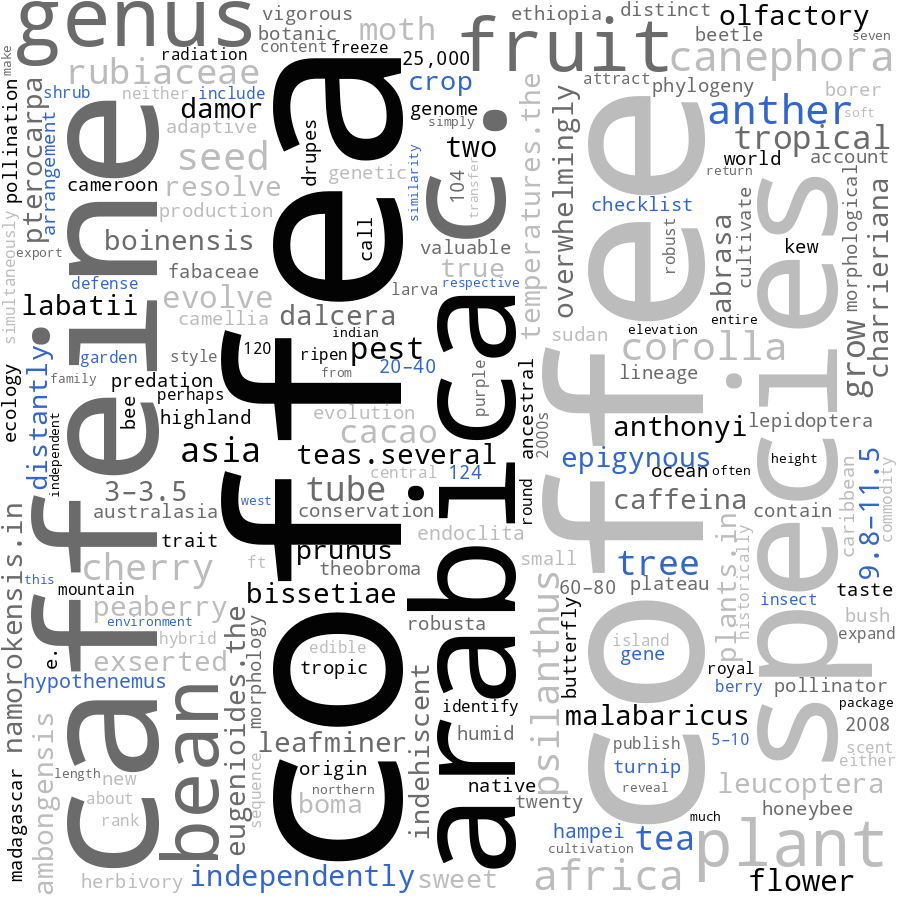 genus
vigorous
ethiopia
distinct
olfactory
botanic
moth
fruit
beetle
seven
content
freeze
radiation
25,000
canephora
make
rubiaceae
crop
attract
phylogeny
borer
shrub
neither
include
damor
genome
anther
soft
pollination
pterocarpa
arrangement
adaptive
drupes
simply
two
tropical
seed
world
account
return
cameroon
resolve
genetic
similarity
104
transfer
temperatures.the
overwhelmingly
production
checklist
cultivate
morphological
charrieriana
simultaneously
export
boinensis
call
c.
valuable
robust
abrasa
kew
fabaceae
true
defense
evolve
larva
respective
labatii
camellia
dalcera
indian
sudan
elevation
entire
grow
garden
style
120
ripen
pest
corolla
family
predation
from
20–40
purple
ancestral
lineage
ecology
distantly
independent
bee
perhaps
highland
evolution
2000s
anthonyi
lepidoptera
asia
cacao
teas.several
epigynous
ocean
often
height
central
124
3–3.5
west
tube
round
caffeina
contain
caribbean
9.8–11.5
commodity
australasia
conservation
trait
endoclita
plants.in
historically
namorokensis.in
cherry
ft
prunus
theobroma
small
tree
this
mountain
bissetiae
60–80
plateau
taste
peaberry
insect
environment
hybrid
robusta
bush
expand
caffeine
coffea
arabica.
coffee
species.
e.
exserted
eugenioides.the
morphology
edible
tropic
psilanthus
butterfly
island
gene
royal
hypothenemus
berry
pollinator
bean
indehiscent
identify
malabaricus
package
ambongensis
leafminer
humid
publish
5–10
2008
scent
either
madagascar
length
new
origin
turnip
about
sequence
northern
native
reveal
leucoptera
boma
twenty
honeybee
rank
much
hampei
tea
cultivation
plant
herbivory
independently
sweet
africa
flower